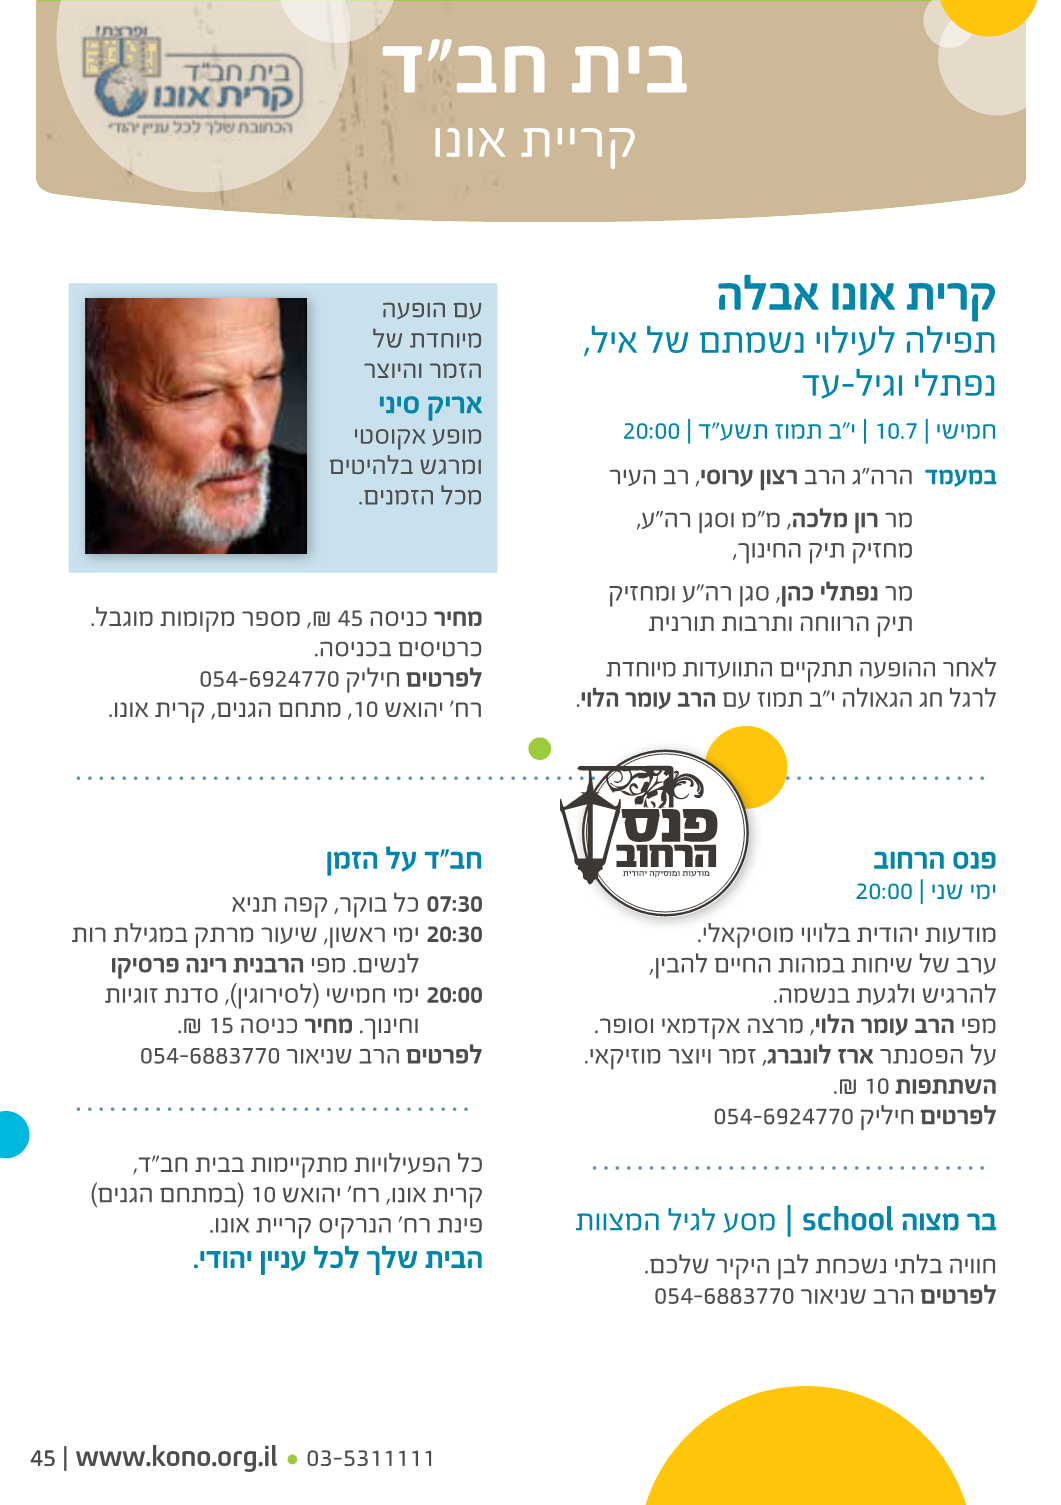 ופרצת!
בית חב"ד
קרית אונו
הכתובת שלך לכל עניין יהודי
בית חב"ד
קריית אונו
קרית אונו אבלה
תפילה לעילוי נשמתם של איל,
נפתלי וגיל-עד
חמישי | 10.7 | י"ב תמוז תשע"ד | 20:00
במעמד הרה"ג הרב רצון ערוסי, רב העיר
מר רון מלכה, מ"מ וסגן רה"ע,
מחזיק תיק החינוך,
מר נפתלי כהן, סגן רה"ע ומחזיק
תיק הרווחה ותרבות תורנית
לאחר ההופעה תתקיים התוועדות מיוחדת
לרגל חג הגאולה י"ב תמוז עם הרב עומר הלוי.
עם הופעה
מיוחדת של
הזמר והיוצר
אריק סיני
מופע אקוסטי
ומרגש בלהיטים
מכל הזמנים.
מחיר כניסה 45 ₪, מספר מקומות מוגבל.
כרטיסים בכניסה.
לפרטים חיליק 054-6924770
רח' יהואש 10, מתחם הגנים, קרית אונו.
פנס
הרחוב
מודעות ומוסיקה יהודית
פנס הרחוב
ימי שני | 20:00
מודעות יהודית בלויוי מוסיקאלי.
ערב של שיחות במהות החיים להבין,
להרגיש ולגעת בנשמה.
מפי הרב עומר הלוי, מרצה אקדמאי וסופר.
על הפסנתר ארז לונברג, זמר ויוצר מוזיקאי.
השתתפות 10 ₪.
לפרטים חיליק 054-6924770
בר מצוה school | מסע לגיל המצוות
חוויה בלתי נשכחת לבן היקיר שלכם.
לפרטים הרב שניאור 054-6883770
חב"ד על הזמן
07:30 כל בוקר, קפה תניא
20:30 ימי ראשון, שיעור מרתק במגילת רות
לנשים. מפי הרבנית רינה פרסיקו
20:00 ימי חמישי (לסירוגין), סדנת זוגיות
וחינוך. מחיר כניסה 15 ₪.
לפרטים הרב שניאור 054-6883770
כל הפעילויות מתקיימות בבית חב"ד,
קרית אונו, רח' יהואש 10 (במתחם הגנים)
פינת רח' הנרקיס קריית אונו.
הבית שלך לכל עניין יהודי.
45 | www.kono.org.il • 03-5311111